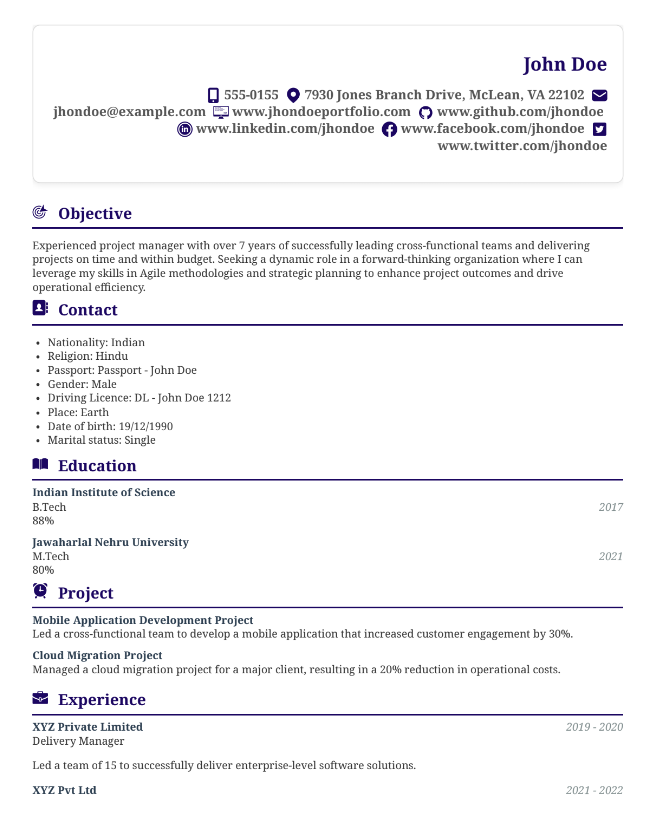 John Doe
555-0155 7930 Jones Branch Drive, McLean, VA 22102
jhondoe@example.com www.jhondoeportfolio.com www.github.com/jhondoe
www.linkedin.com/jhondoe www.facebook.com/jhondoe
www.twitter.com/jhondoe
Objective
Experienced project manager with over 7 years of successfully leading cross-functional teams and delivering
projects on time and within budget. Seeking a dynamic role in a forward-thinking organization where I can
leverage my skills in Agile methodologies and strategic planning to enhance project outcomes and drive
operational efficiency.
Contact
• Nationality: Indian
• Religion: Hindu
• Passport: Passport - John Doe
• Gender: Male
• Driving Licence: DL - John Doe 1212
• Place: Earth
• Date of birth: 19/12/1990
• Marital status: Single
Education
Indian Institute of Science
B.Tech 2017
88%
Jawaharlal Nehru University
M.Tech 2021
80%
Project
Mobile Application Development Project
Led a cross-functional team to develop a mobile application that increased customer engagement by 30%.
Cloud Migration Project
Managed a cloud migration project for a major client, resulting in a 20% reduction in operational costs.
Experience
XYZ Private Limited 2019 - 2020
Delivery Manager
Led a team of 15 to successfully deliver enterprise-level software solutions.
XYZ Pvt Ltd 2021 - 2022